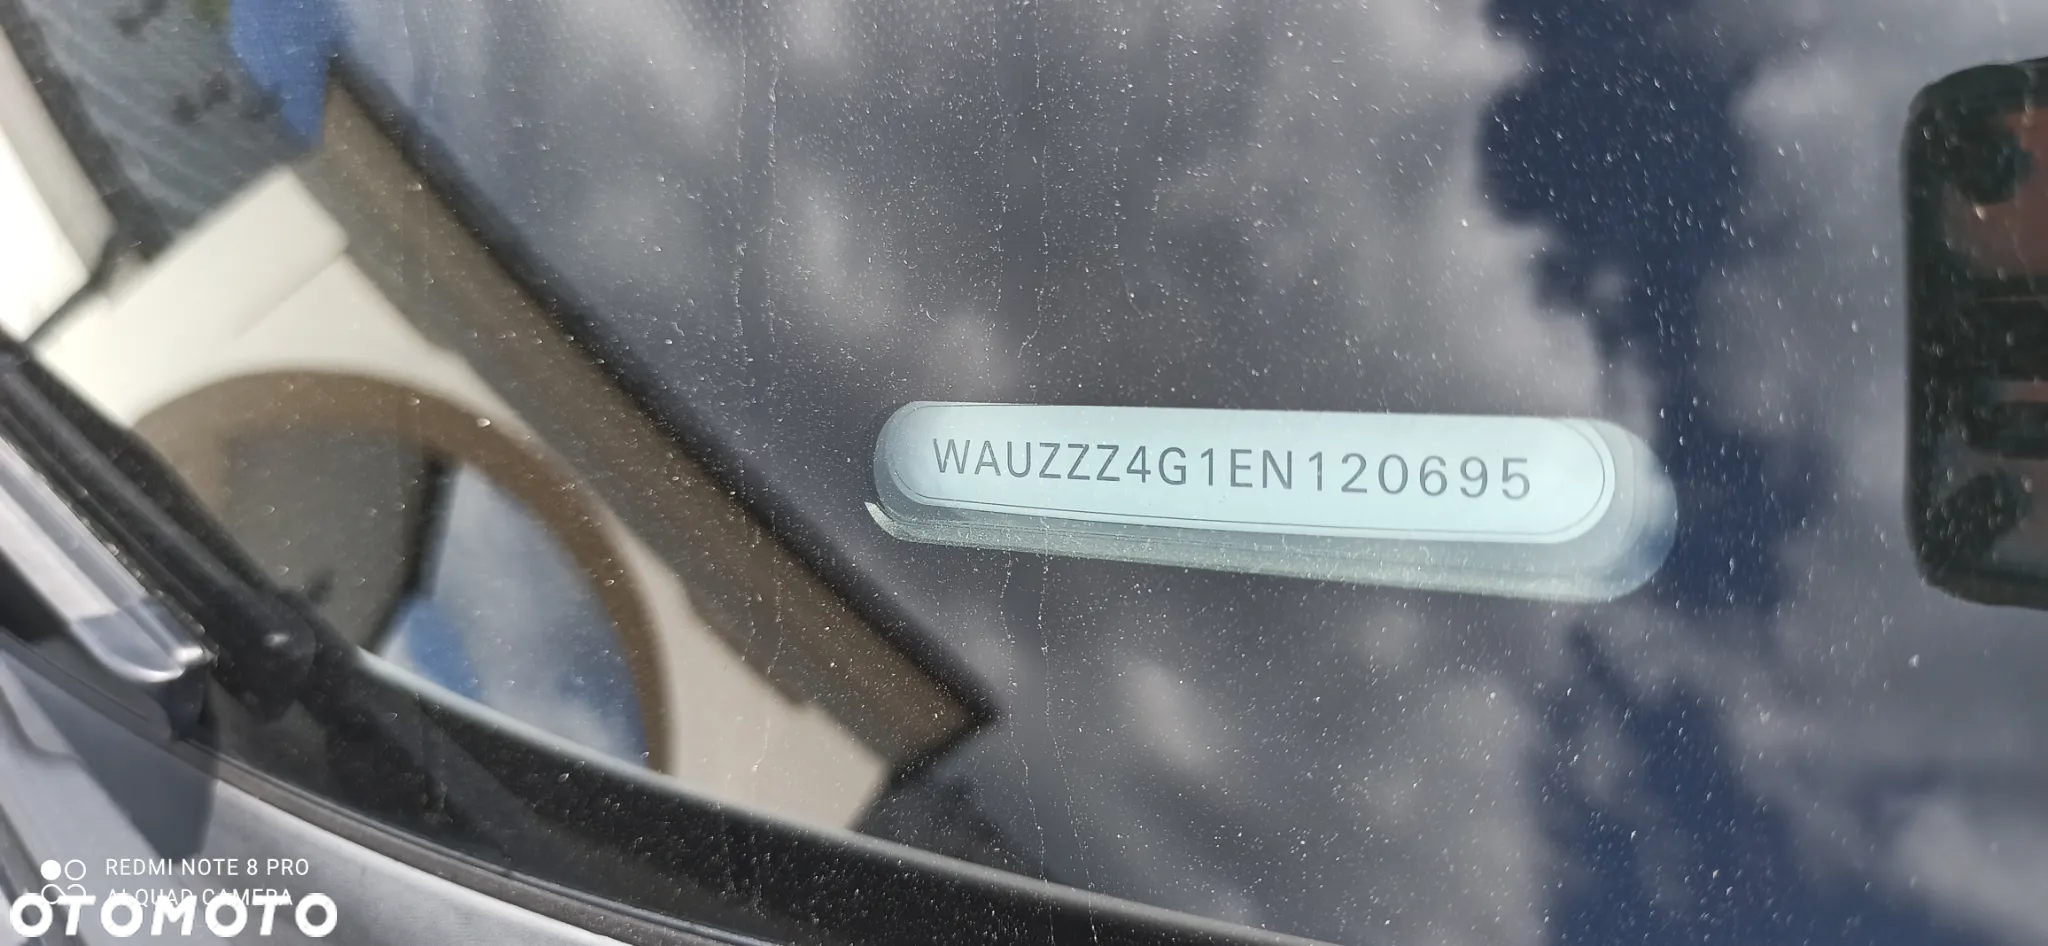 WAUZZZ4G1EN120695
REDMI NOTE 8 PRO
AI QUAD CAMERA
OTOMOTO